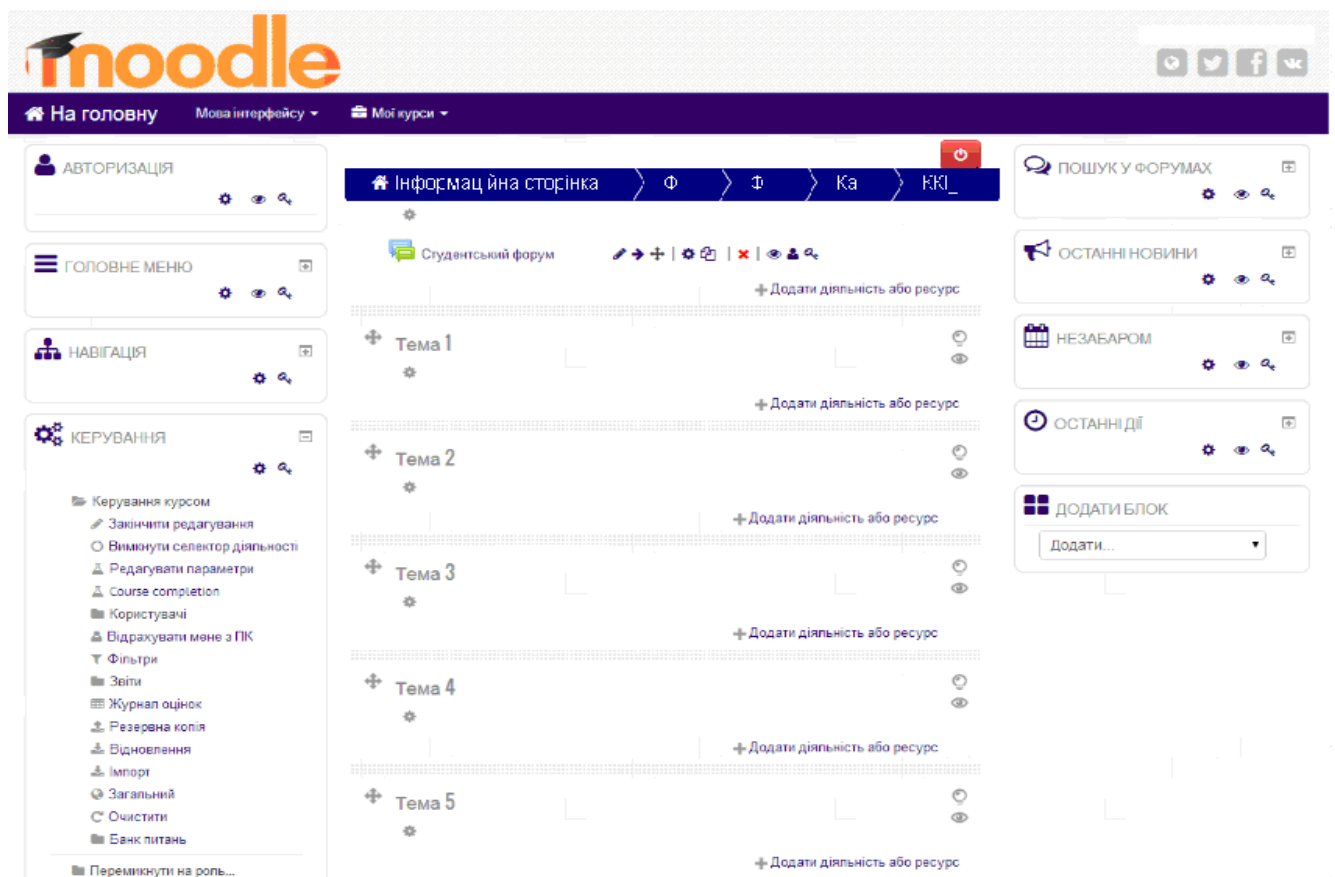 moodle
На головну Мова інтерфейсу Мої курси
АВТОРИЗАЦІЯ
ГОЛОВНЕ МЕНЮ
НАВІГАЦІЯ
КЕРУВАННЯ
Керування курсом
Закінчити редагування
Вимкнути селектор діяльності
Редагувати параметри
Course completion
Користувачі
Відрахувати мене з ПК
Фільтри
Звіти
Журнал оцінок
Резервна копія
Відновлення
Імпорт
Загальний
Очистити
Банк питань
Перемикнути на роль...
Інформаційна сторінка Ф Ф Ка ККІ_
Студентський форум
Додати діяльність або ресурс
Тема 1
Додати діяльність або ресурс
Тема 2
Додати діяльність або ресурс
Тема 3
Додати діяльність або ресурс
Тема 4
Додати діяльність або ресурс
Тема 5
Додати діяльність або ресурс
ПОШУК У ФОРУМАХ
ОСТАННІ НОВИНИ
НЕЗАБАРОМ
ОСТАННІ ДІЇ
ДОДАТИ БЛОК
Додати...